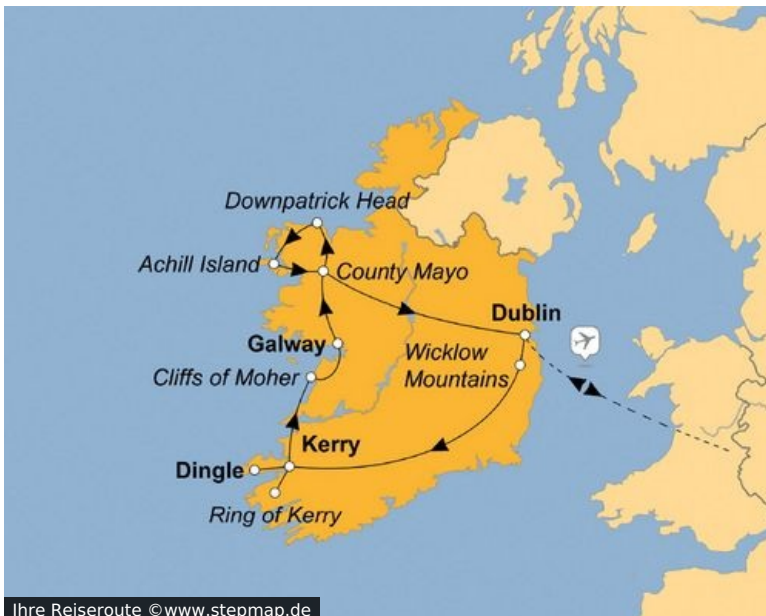 Downpatrick Head
Achill Island
County Mayo
Dublin
Galway
Wicklow
Mountains
Cliffs of Moher
Kerry
Dingle
Ring of Kerry
Ihre Reiseroute ©www.stepmap.de